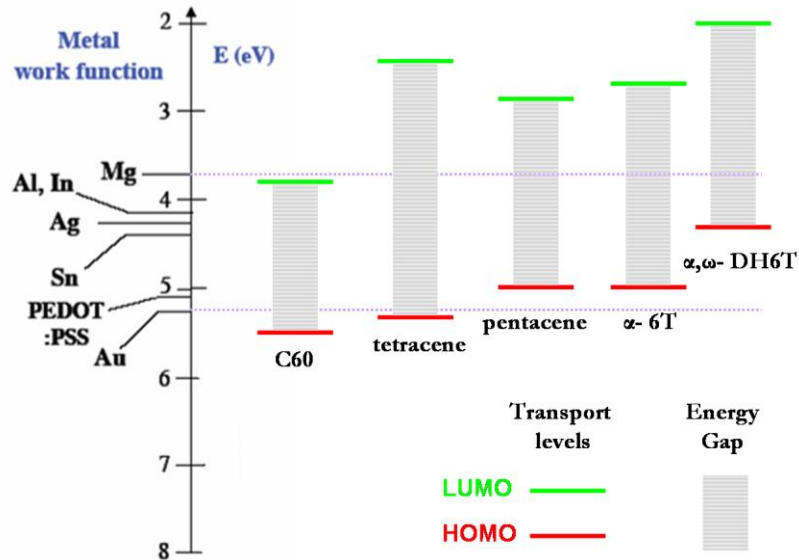 Metal
work function
E (eV)
2
3
4
5
6
7
8
Mg
Al, In
Ag
Sn
PEDOT
:PSS
Au
C60
tetracene
pentacene
α- 6T
α,ω- DH6T
Transport
levels
Energy
Gap
LUMO
HOMO